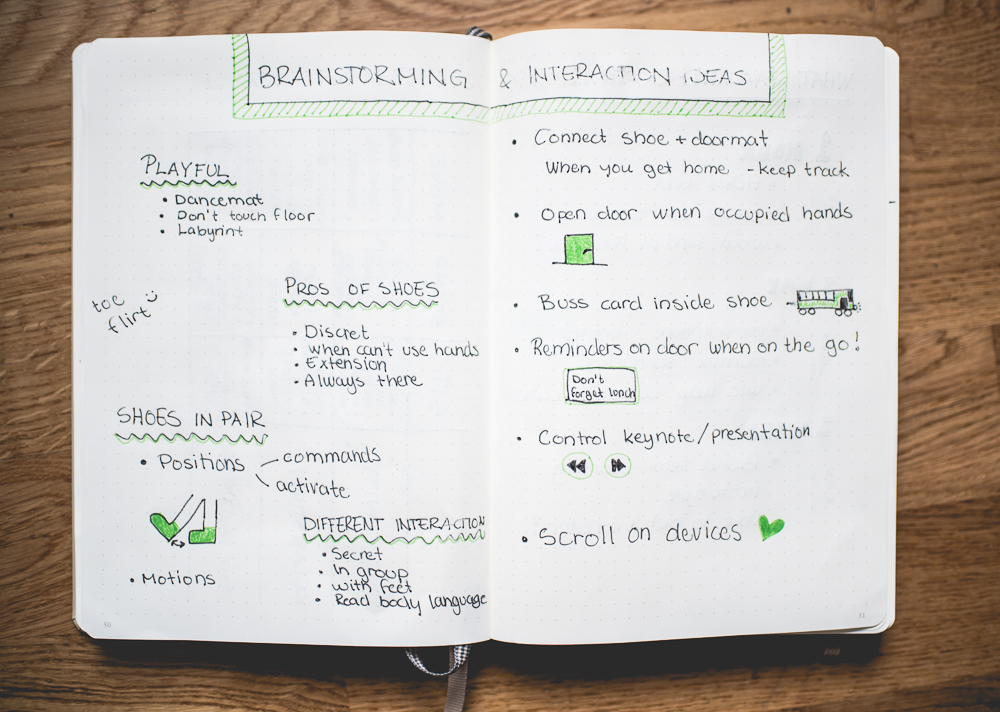 BRAINSTORMING & INTERACTION IDEAS
PLAYFUL
• Dancemat
• Don't touch floor
• Labyrint
toe
flirt
PROS OF SHOES
• Discret
• when can't use hands
• Extension
• Always there
SHOES IN PAIR
• Positions
commands
activate
• Motions
DIFFERENT INTERACTION
• Secret
• In group
• with feet
• Read body language
30
• Connect shoe + doormat
When you get home - keep track
• Open door when occupied hands
• Buss card inside shoe
• Reminders on door when on the go!
Don't
forget lunch
• Control keynote/presentation
• Scroll on devices
31